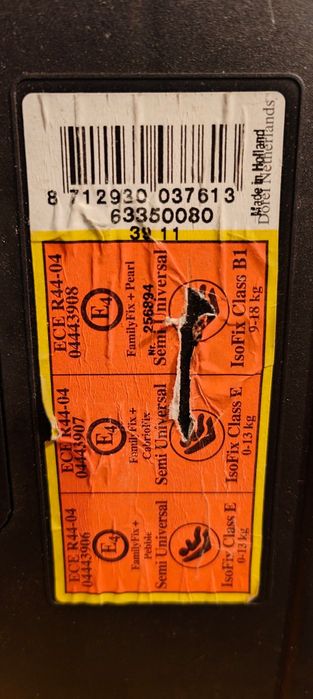 8 712930 037613
63350080
39 11
Made in Holland
Dorel Netherlands
ECE R44-04
04443908
E4
FamilyFix + Pearl
Nr. 256894
Semi Universal
IsoFix Class B1
9-18 kg
ECE R44-04
04443907
E4
FamilyFix +
CabrioFix
Semi Universal
IsoFix Class E
0-13 kg
ECE R44-04
04443906
E4
FamilyFix +
Pebble
Semi Universal
IsoFix Class E
0-13 kg